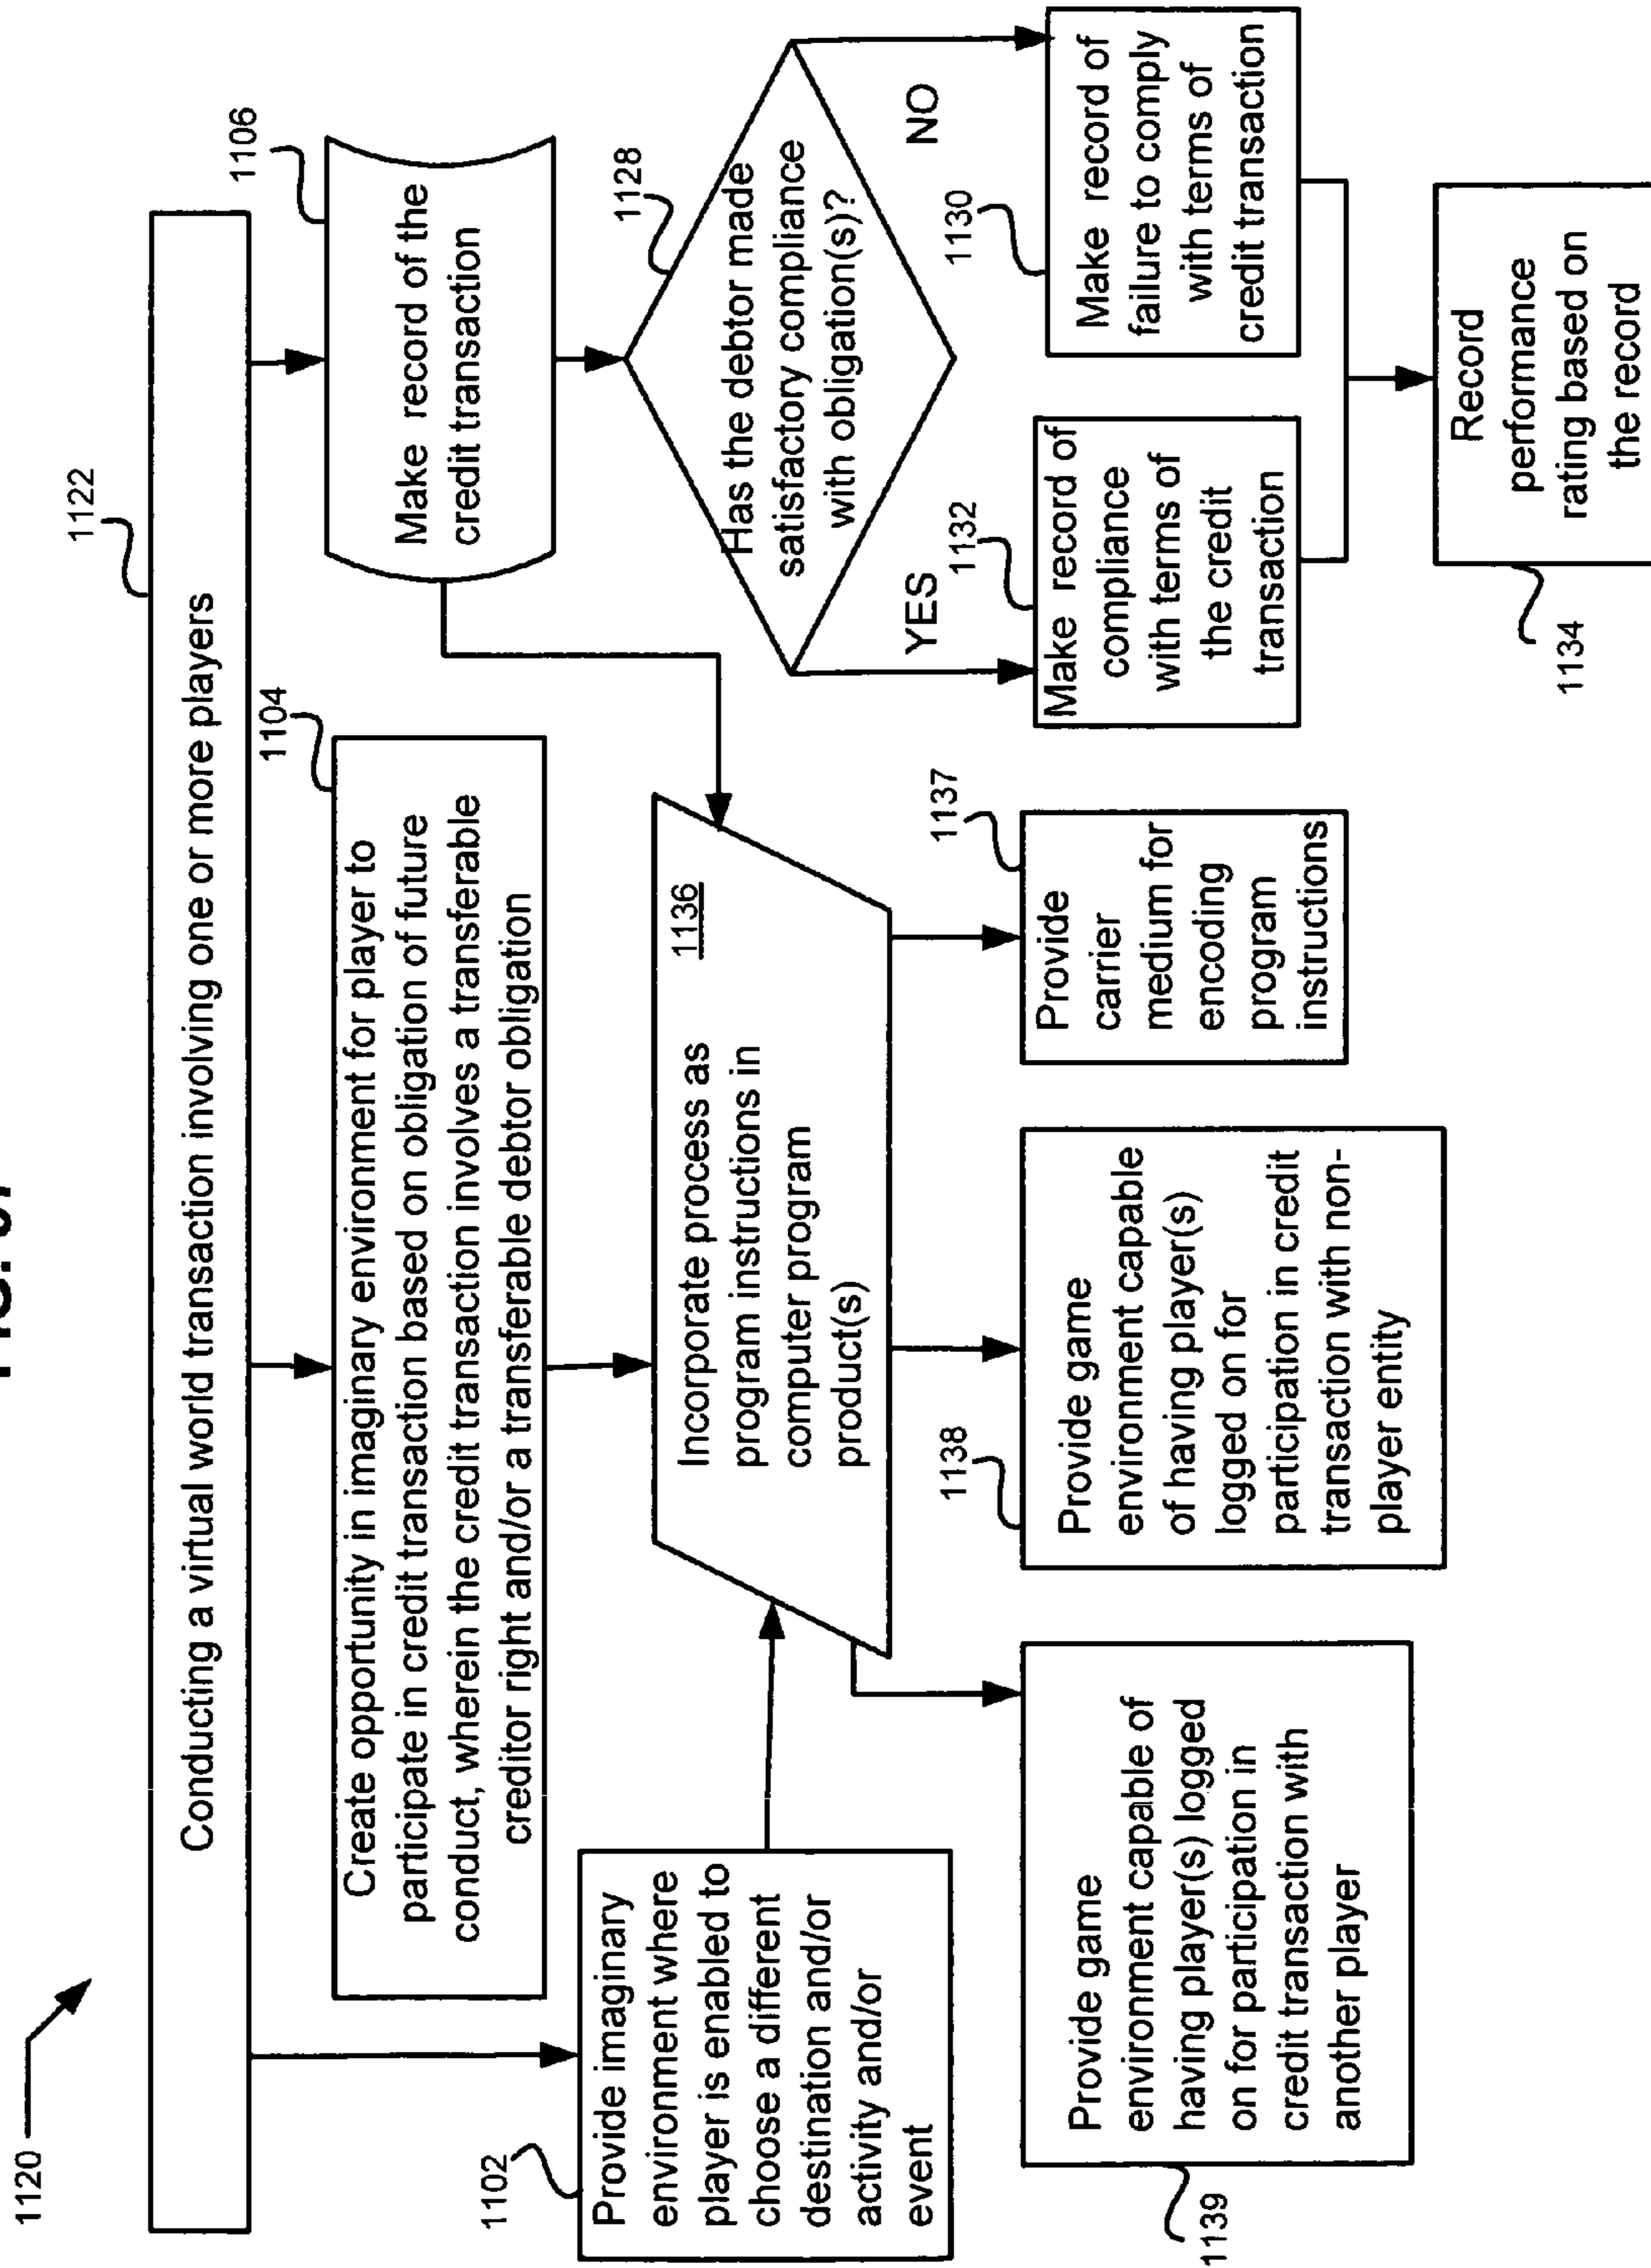 1120
1122
Conducting a virtual world transaction involving one or more players
1104
Create opportunity in imaginary environment for player to
participate in credit transaction based on obligation of future
conduct, wherein the credit transaction involves a transferable
creditor right and/or a transferable debtor obligation
1106
Make record of the
credit transaction
1102
Provide imaginary
environment where
player is enabled to
choose a different
destination and/or
activity and/or
event
1136
Incorporate process as
program instructions in
computer program
product(s)
1128
Has the debtor made
satisfactory compliance
with obligation(s)?
YES
NO
1139
Provide game
environment capable of
having player(s) logged
on for participation in
credit transaction with
another player
1138
Provide game
environment capable
of having player(s)
logged on for
participation in credit
transaction with non-
player entity
1137
Provide
carrier
medium for
encoding
program
instructions
1132
Make record of
compliance
with terms of
the credit
transaction
1130
Make record of
failure to comply
with terms of
credit transaction
1134
Record
performance
rating based on
the record